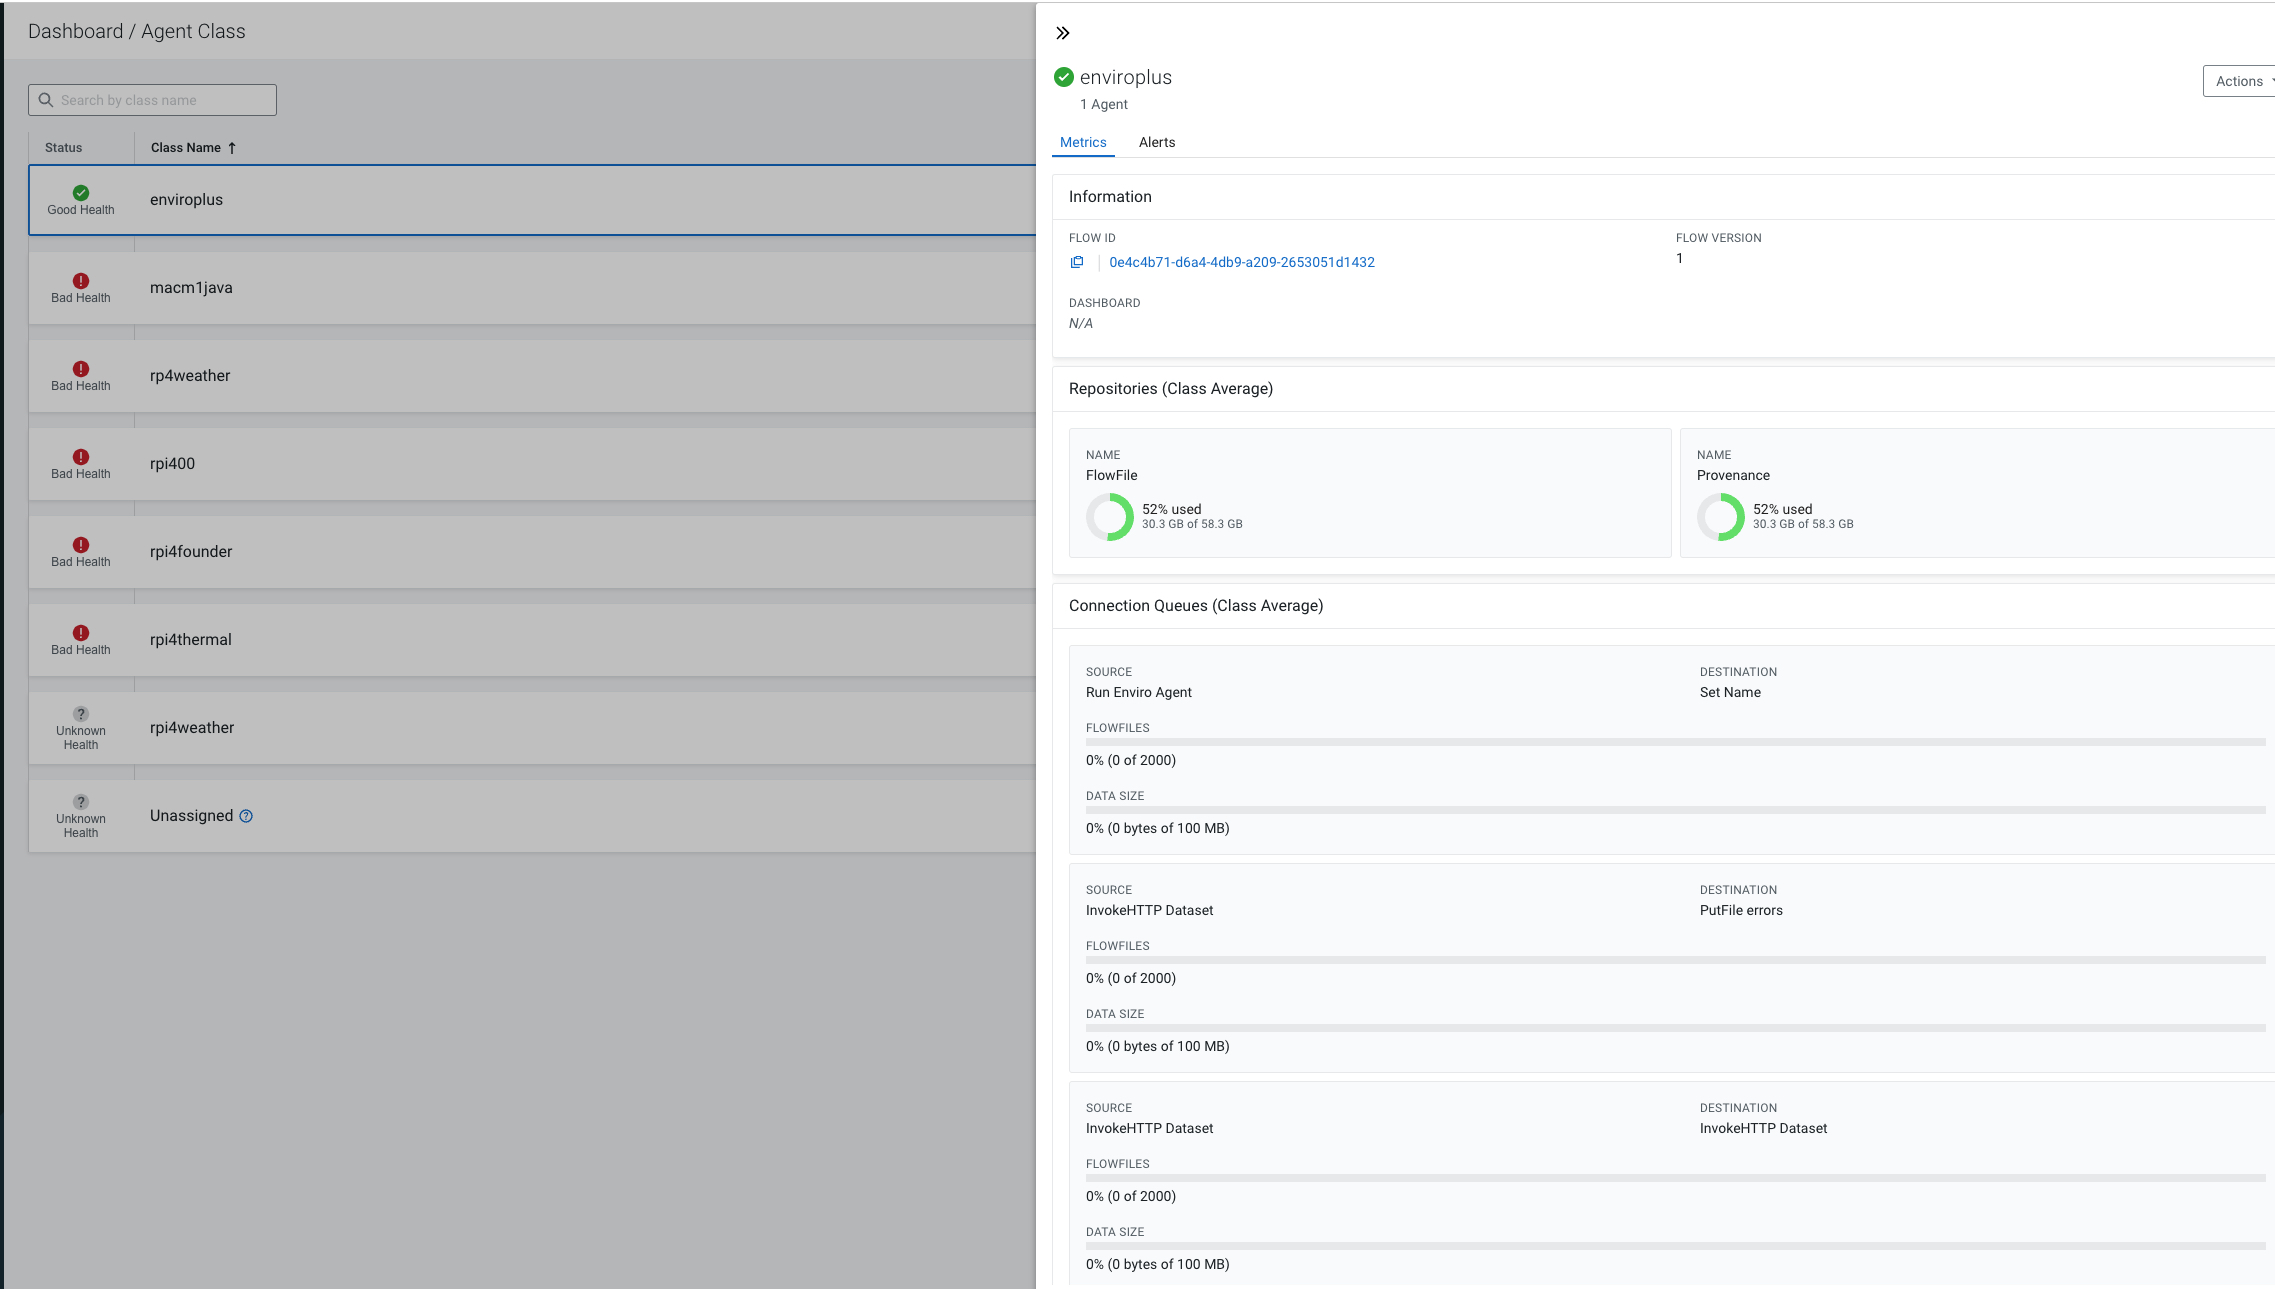 Dashboard / Agent Class
Search by class name
Status
Class Name ↑
Good Health
enviroplus
Bad Health
macm1java
Bad Health
rp4weather
Bad Health
rpi400
Bad Health
rpi4founder
Bad Health
rpi4thermal
Unknown
Health
rpi4weather
Unknown
Health
Unassigned
enviroplus
Actions
1 Agent
Metrics
Alerts
Information
FLOW ID
FLOW VERSION
0e4c4b71-d6a4-4db9-a209-2653051d1432
1
DASHBOARD
N/A
Repositories (Class Average)
NAME
FlowFile
52% used
30.3 GB of 58.3 GB
NAME
Provenance
52% used
30.3 GB of 58.3 GB
Connection Queues (Class Average)
SOURCE
Run Enviro Agent
DESTINATION
Set Name
FLOWFILES
0% (0 of 2000)
DATA SIZE
0% (0 bytes of 100 MB)
SOURCE
InvokeHTTP Dataset
DESTINATION
PutFile errors
FLOWFILES
0% (0 of 2000)
DATA SIZE
0% (0 bytes of 100 MB)
SOURCE
InvokeHTTP Dataset
DESTINATION
InvokeHTTP Dataset
FLOWFILES
0% (0 of 2000)
DATA SIZE
0% (0 bytes of 100 MB)